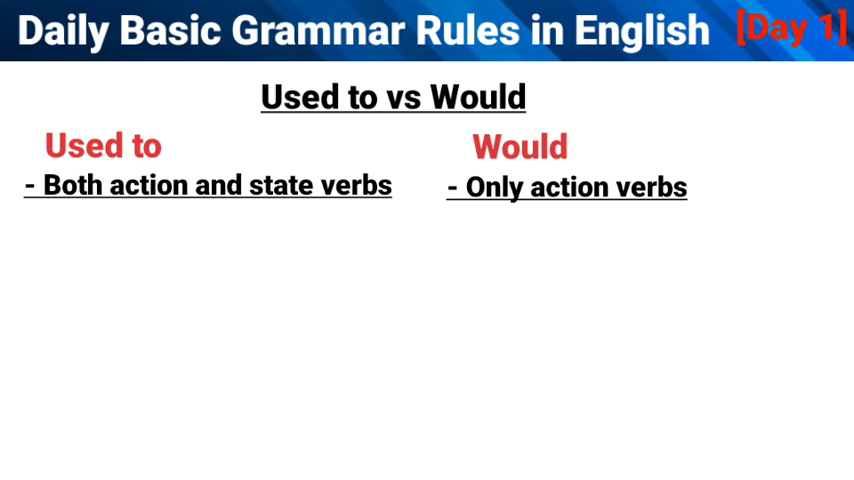 Daily Basic Grammar Rules in English [Day 1]
Used to vs Would
Used to
- Both action and state verbs
Would
- Only action verbs